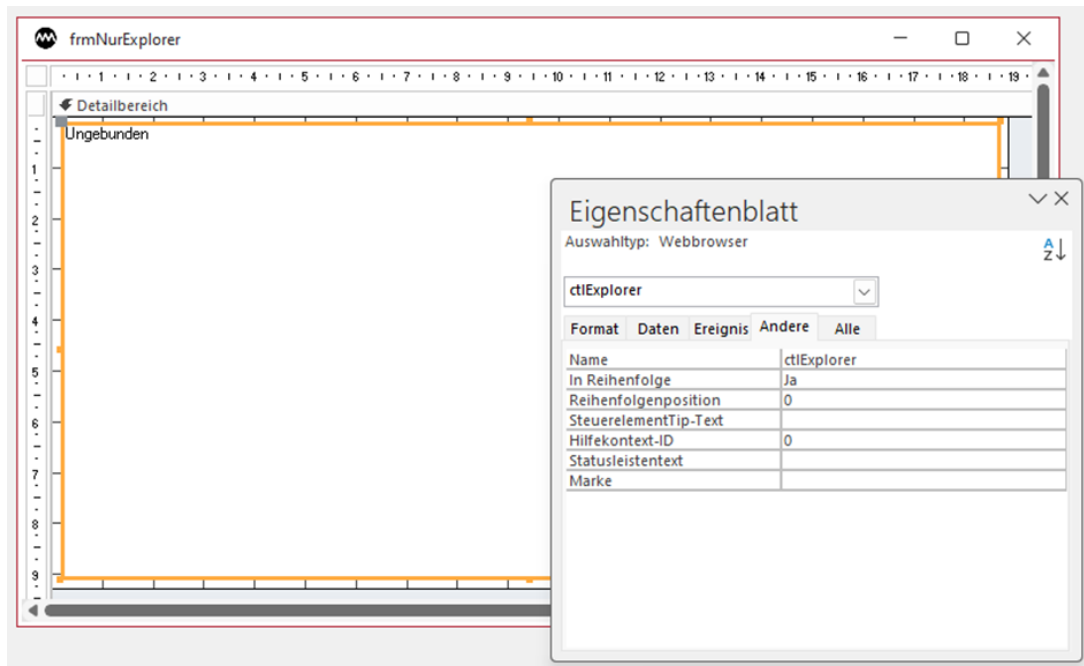 frmNurExplorer
1 2 3 4 5 6 7 8 9 10 11 12 13 14 15 16 17 18 19
Detailbereich
Ungebunden
1
2
3
4
5
6
7
8
9
Eigenschaftenblatt
Auswahltyp: Webbrowser
A
Z
ctlExplorer
Format Daten Ereignis Andere Alle
Name ctlExplorer
In Reihenfolge Ja
Reihenfolgenposition 0
SteuerelementTip-Text
Hilfekontext-ID 0
Statusleistentext
Marke